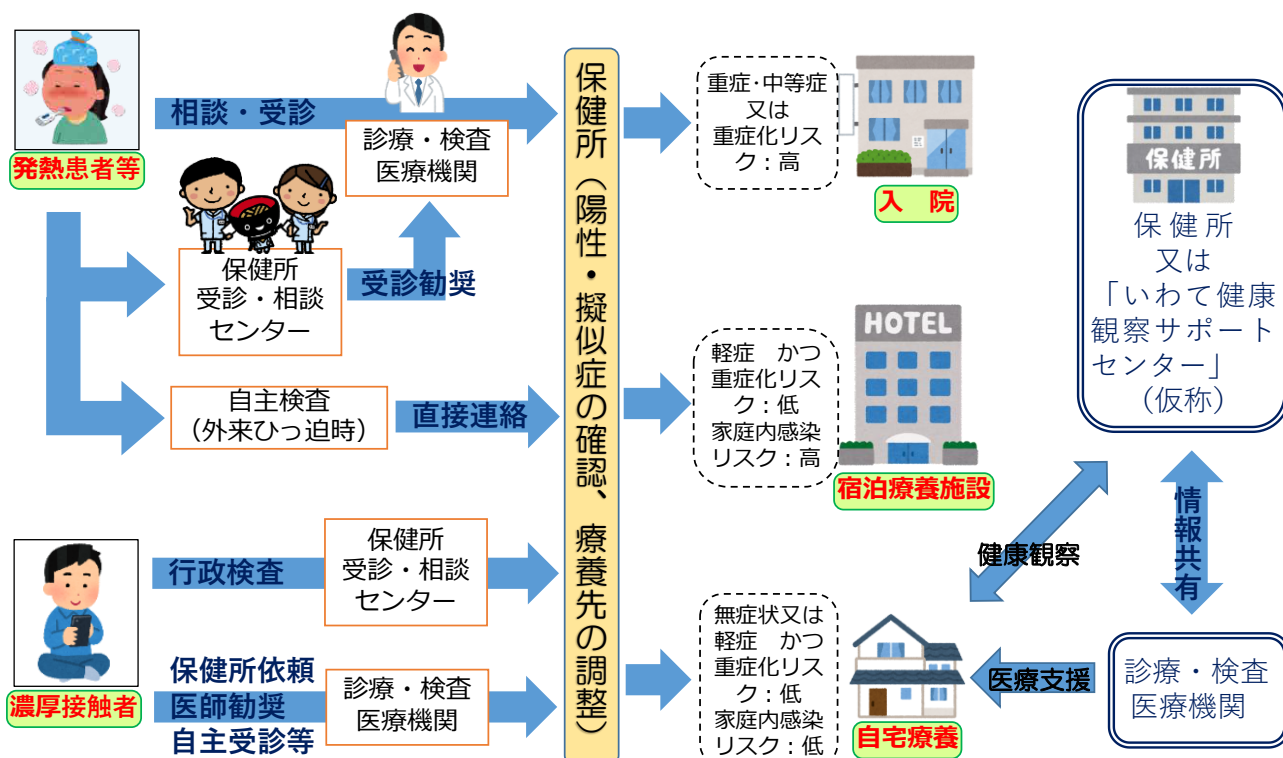 発熱患者等
相談・受診
診療・検査
医療機関
保健所
受診・相談
センター
受診勧奨
自主検査
（外来ひっ迫時）
直接連絡
濃厚接触者
行政検査
保健所
受診・相談
センター
保健所依頼
医師勧奨
自主受診等
診療・検査
医療機関
保健所（陽性・擬似症の確認、療養先の調整）
重症・中等症
又は
重症化リス
ク：高
入　院
軽症　かつ
重症化リス
ク：低
家庭内感染
リスク：高
HOTEL
宿泊療養施設
無症状又は
軽症　かつ
重症化リス
ク：低
家庭内感染
リスク：低
自宅療養
保健所
保健所
又は
「いわて健康
観察サポート
センター」
（仮称）
健康観察
情報共有
医療支援
診療・検査
医療機関